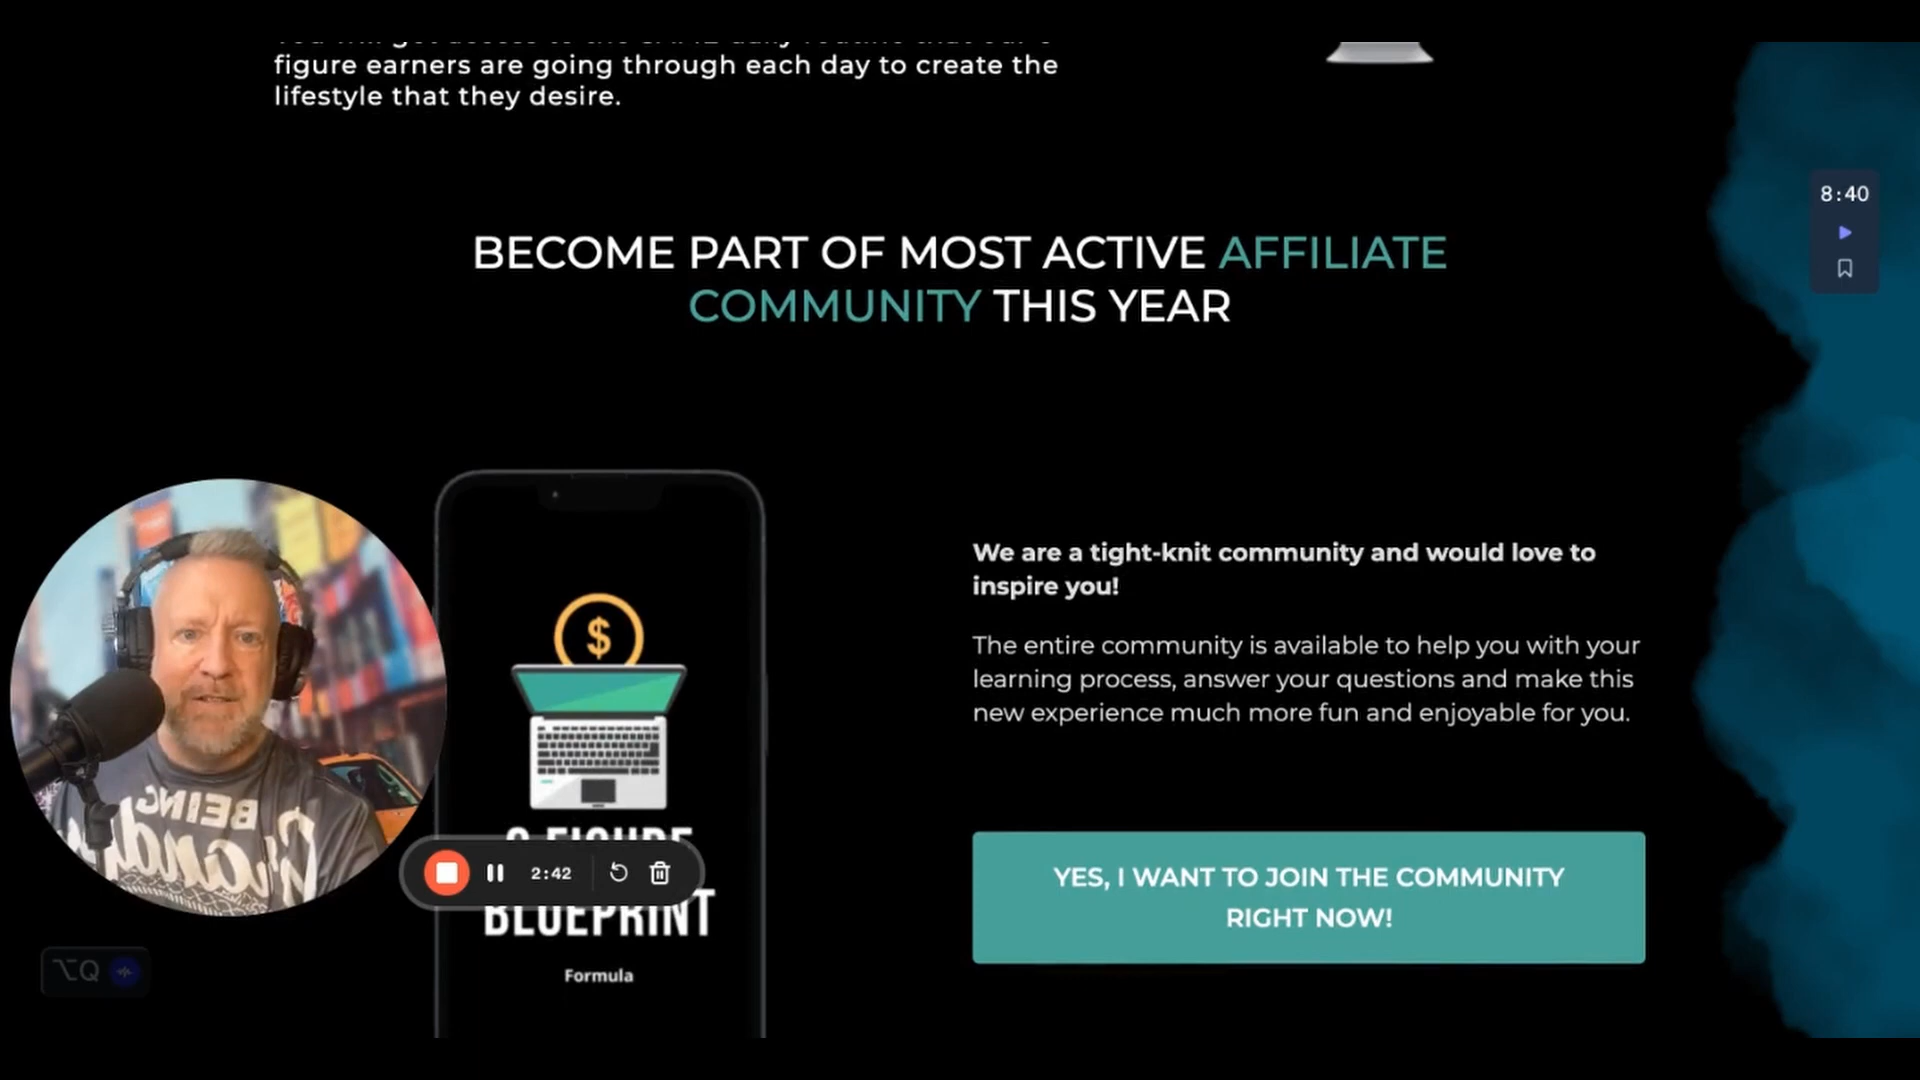 figure earners are going through each day to create the
lifestyle that they desire.
8:40
BECOME PART OF MOST ACTIVE AFFILIATE
COMMUNITY THIS YEAR
We are a tight-knit community and would love to
inspire you!
The entire community is available to help you with your
learning process, answer your questions and make this
new experience much more fun and enjoyable for you.
$
BEING
2:42
BLUEPRINT
Formula
YES, I WANT TO JOIN THE COMMUNITY
RIGHT NOW!
⌥Q